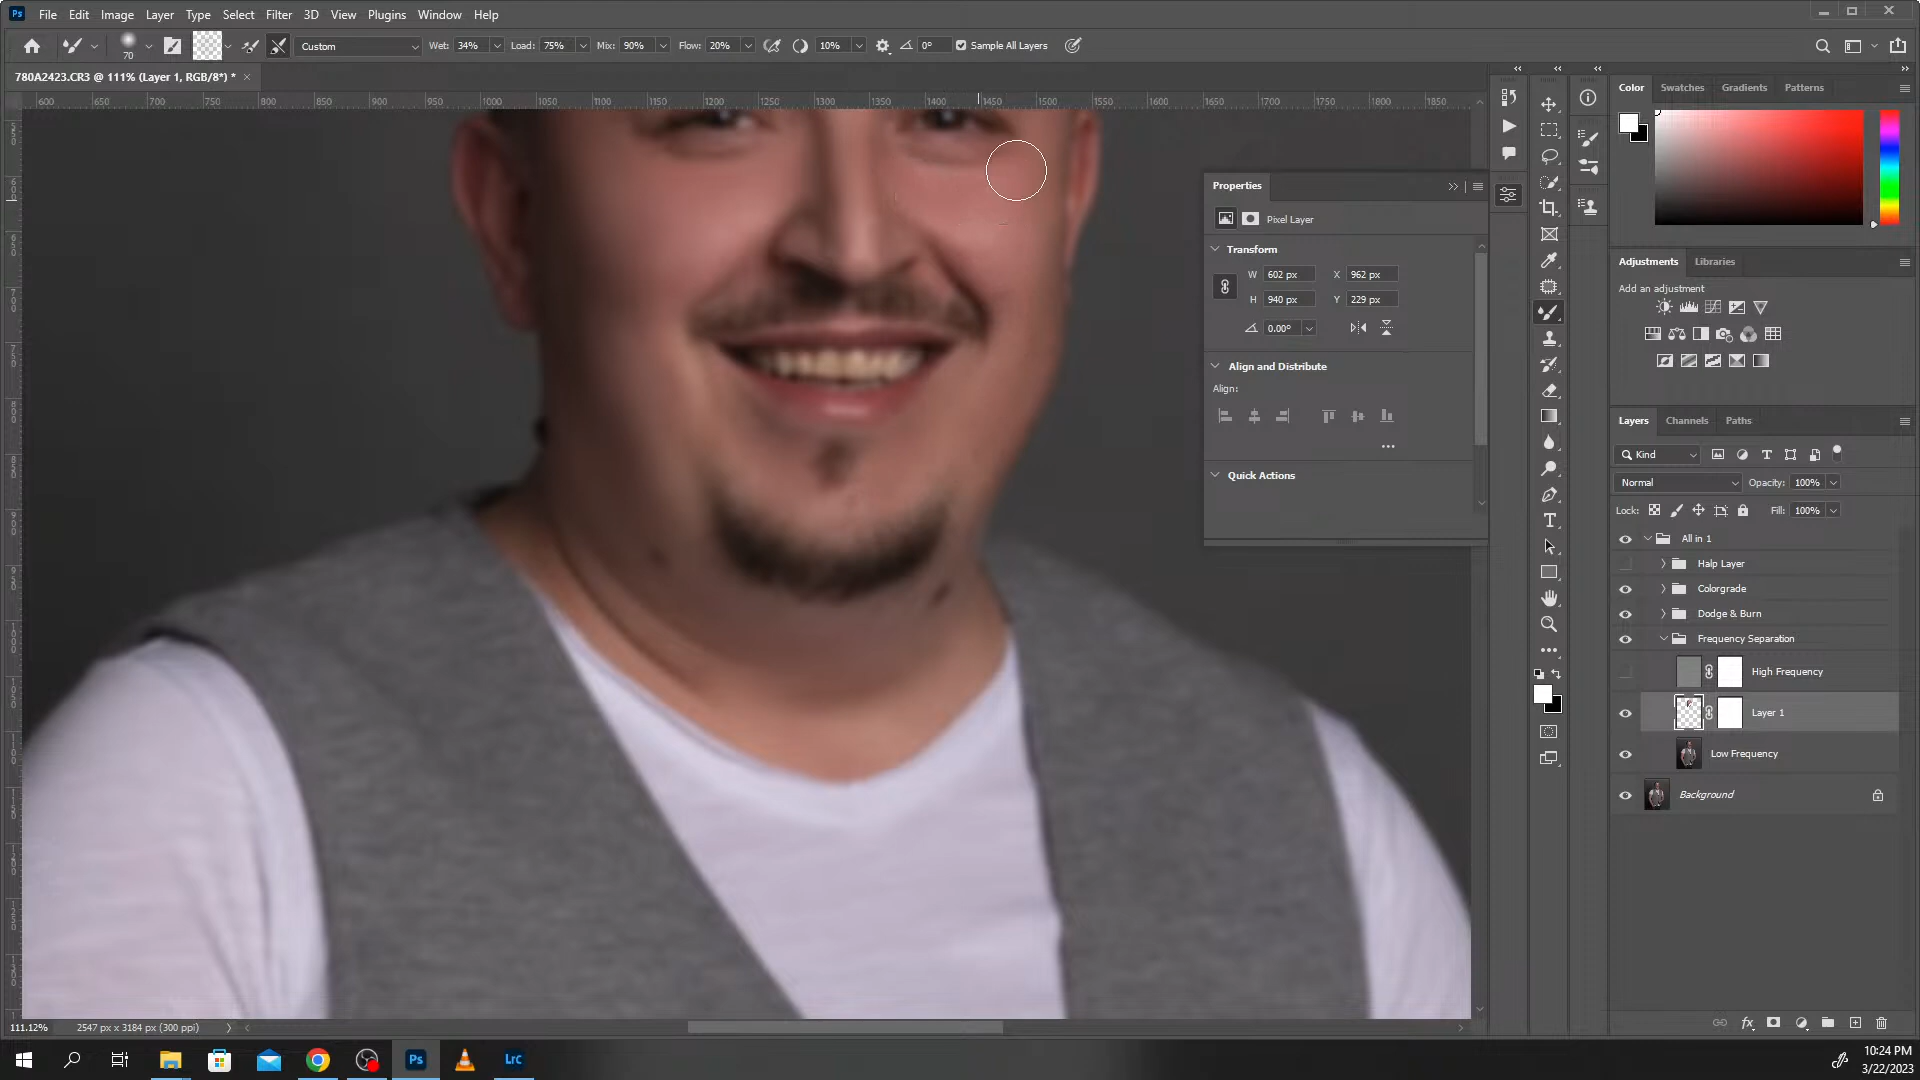 Ps File Edit Image Layer Type Select Filter 3D View Plugins Window Help
70 Custom Wet: 34% Load: 75% Mix: 90% Flow: 20% 10% 0° Sample All Layers
780A2423.CR3 @ 111% (Layer 1, RGB/8*) *
600 650 700 750 800 850 900 950 1000 1050 1100 1150 1200 1250 1300 1350 1400 1450 1500 1550 1600 1650 1700 1750 1800 1850
Color Swatches Gradients Patterns
Properties
Pixel Layer
Transform
W 602 px X 962 px
H 940 px Y 229 px
0.00°
Align and Distribute
Align:
Quick Actions
Adjustments Libraries
Add an adjustment
Layers Channels Paths
Kind
Normal Opacity: 100%
Lock: Fill: 100%
All in 1
Halp Layer
Colorgrade
Dodge & Burn
Frequency Separation
High Frequency
Layer 1
Low Frequency
Background
111.12% 2547 px x 3184 px (300 ppi)
Ps LrC
10:24 PM
3/22/2023